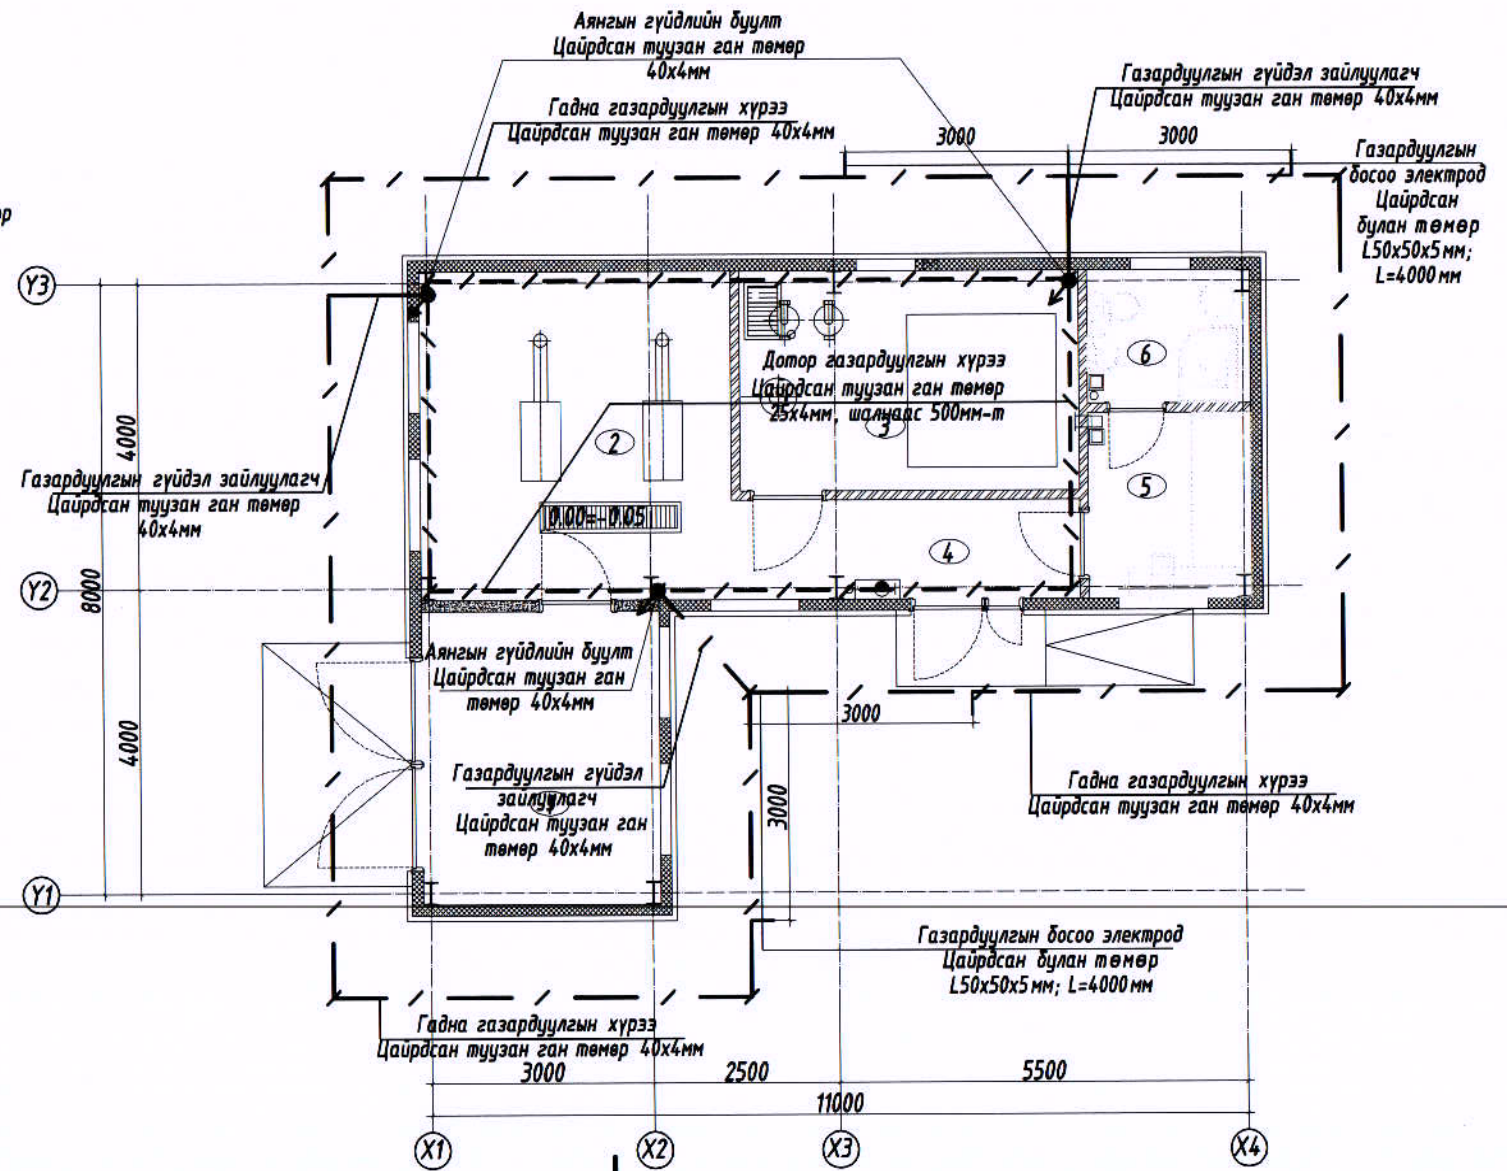 Аянгын гүйдлийн буулт
Цайрдсан туузан ган төмөр
40х4мм
Газардуулгын гүйдэл зайлуулагч
Цайрдсан туузан ган төмөр 40х4мм
Гадна газардуулгын хүрээ
Цайрдсан туузан ган төмөр 40х4мм
3000
3000
Газардуулгын
босоо электрод
Цайрдсан
булан төмөр
L50x50x5мм;
L=4000мм
өр
Y3
6
Дотор газардуулгын хүрээ
Цайрдсан туузан ган төмөр
25х4мм, шалнаас 500мм-т
3
2
4000
Газардуулгын гүйдэл зайлуулагч
Цайрдсан туузан ган төмөр
40х4мм
5
0.00=-0.05
4
Y2
8000
Аянгын гүйдлийн буулт
Цайрдсан туузан ган
төмөр 40х4мм
4000
3000
Газардуулгын гүйдэл
зайлуулагч
Цайрдсан туузан ган
төмөр 40х4мм
3000
Гадна газардуулгын хүрээ
Цайрдсан туузан ган төмөр 40х4мм
Y1
Газардуулгын босоо электрод
Цайрдсан булан төмөр
L50x50x5мм; L=4000мм
Гадна газардуулгын хүрээ
Цайрдсан туузан ган төмөр 40х4мм
3000
2500
5500
11000
X1
X2
X3
X4